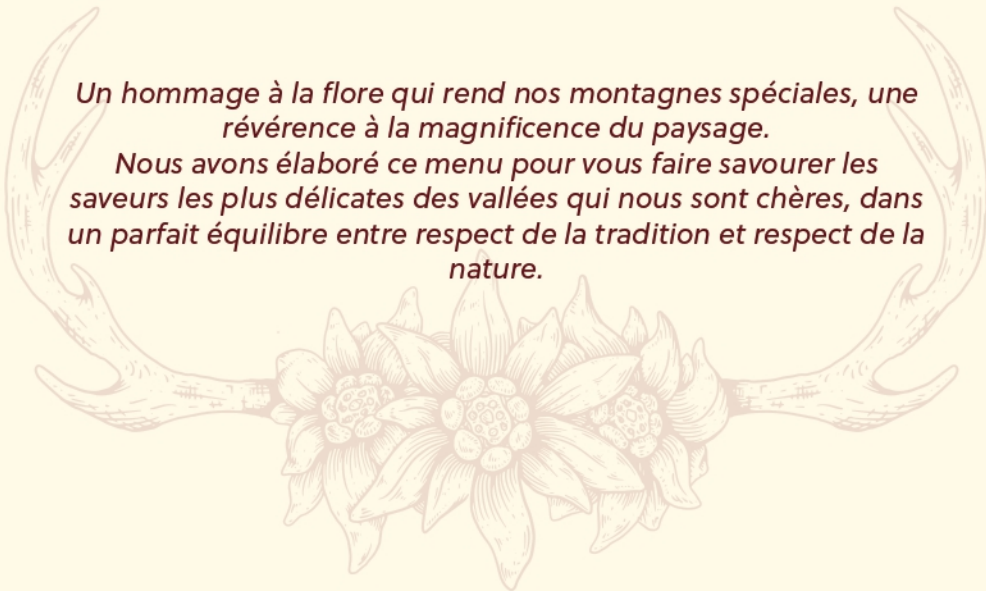 Un hommage à la flore qui rend nos montagnes spéciales, une
révérence à la magnificence du paysage.
Nous avons élaboré ce menu pour vous faire savourer les
saveurs les plus délicates des vallées qui nous sont chères, dans
un parfait équilibre entre respect de la tradition et respect de la
nature.